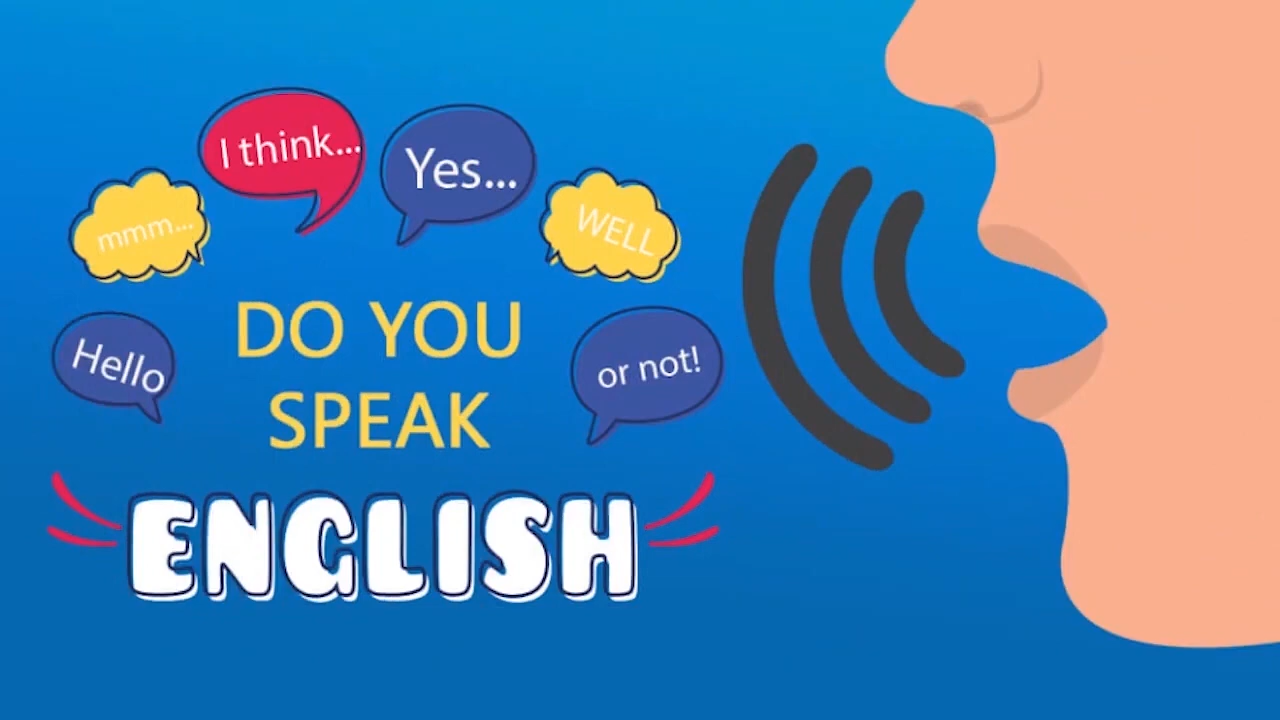 I think...
Yes...
mmm...
WELL
Hello
or not!
DO YOU
SPEAK
ENGLISH